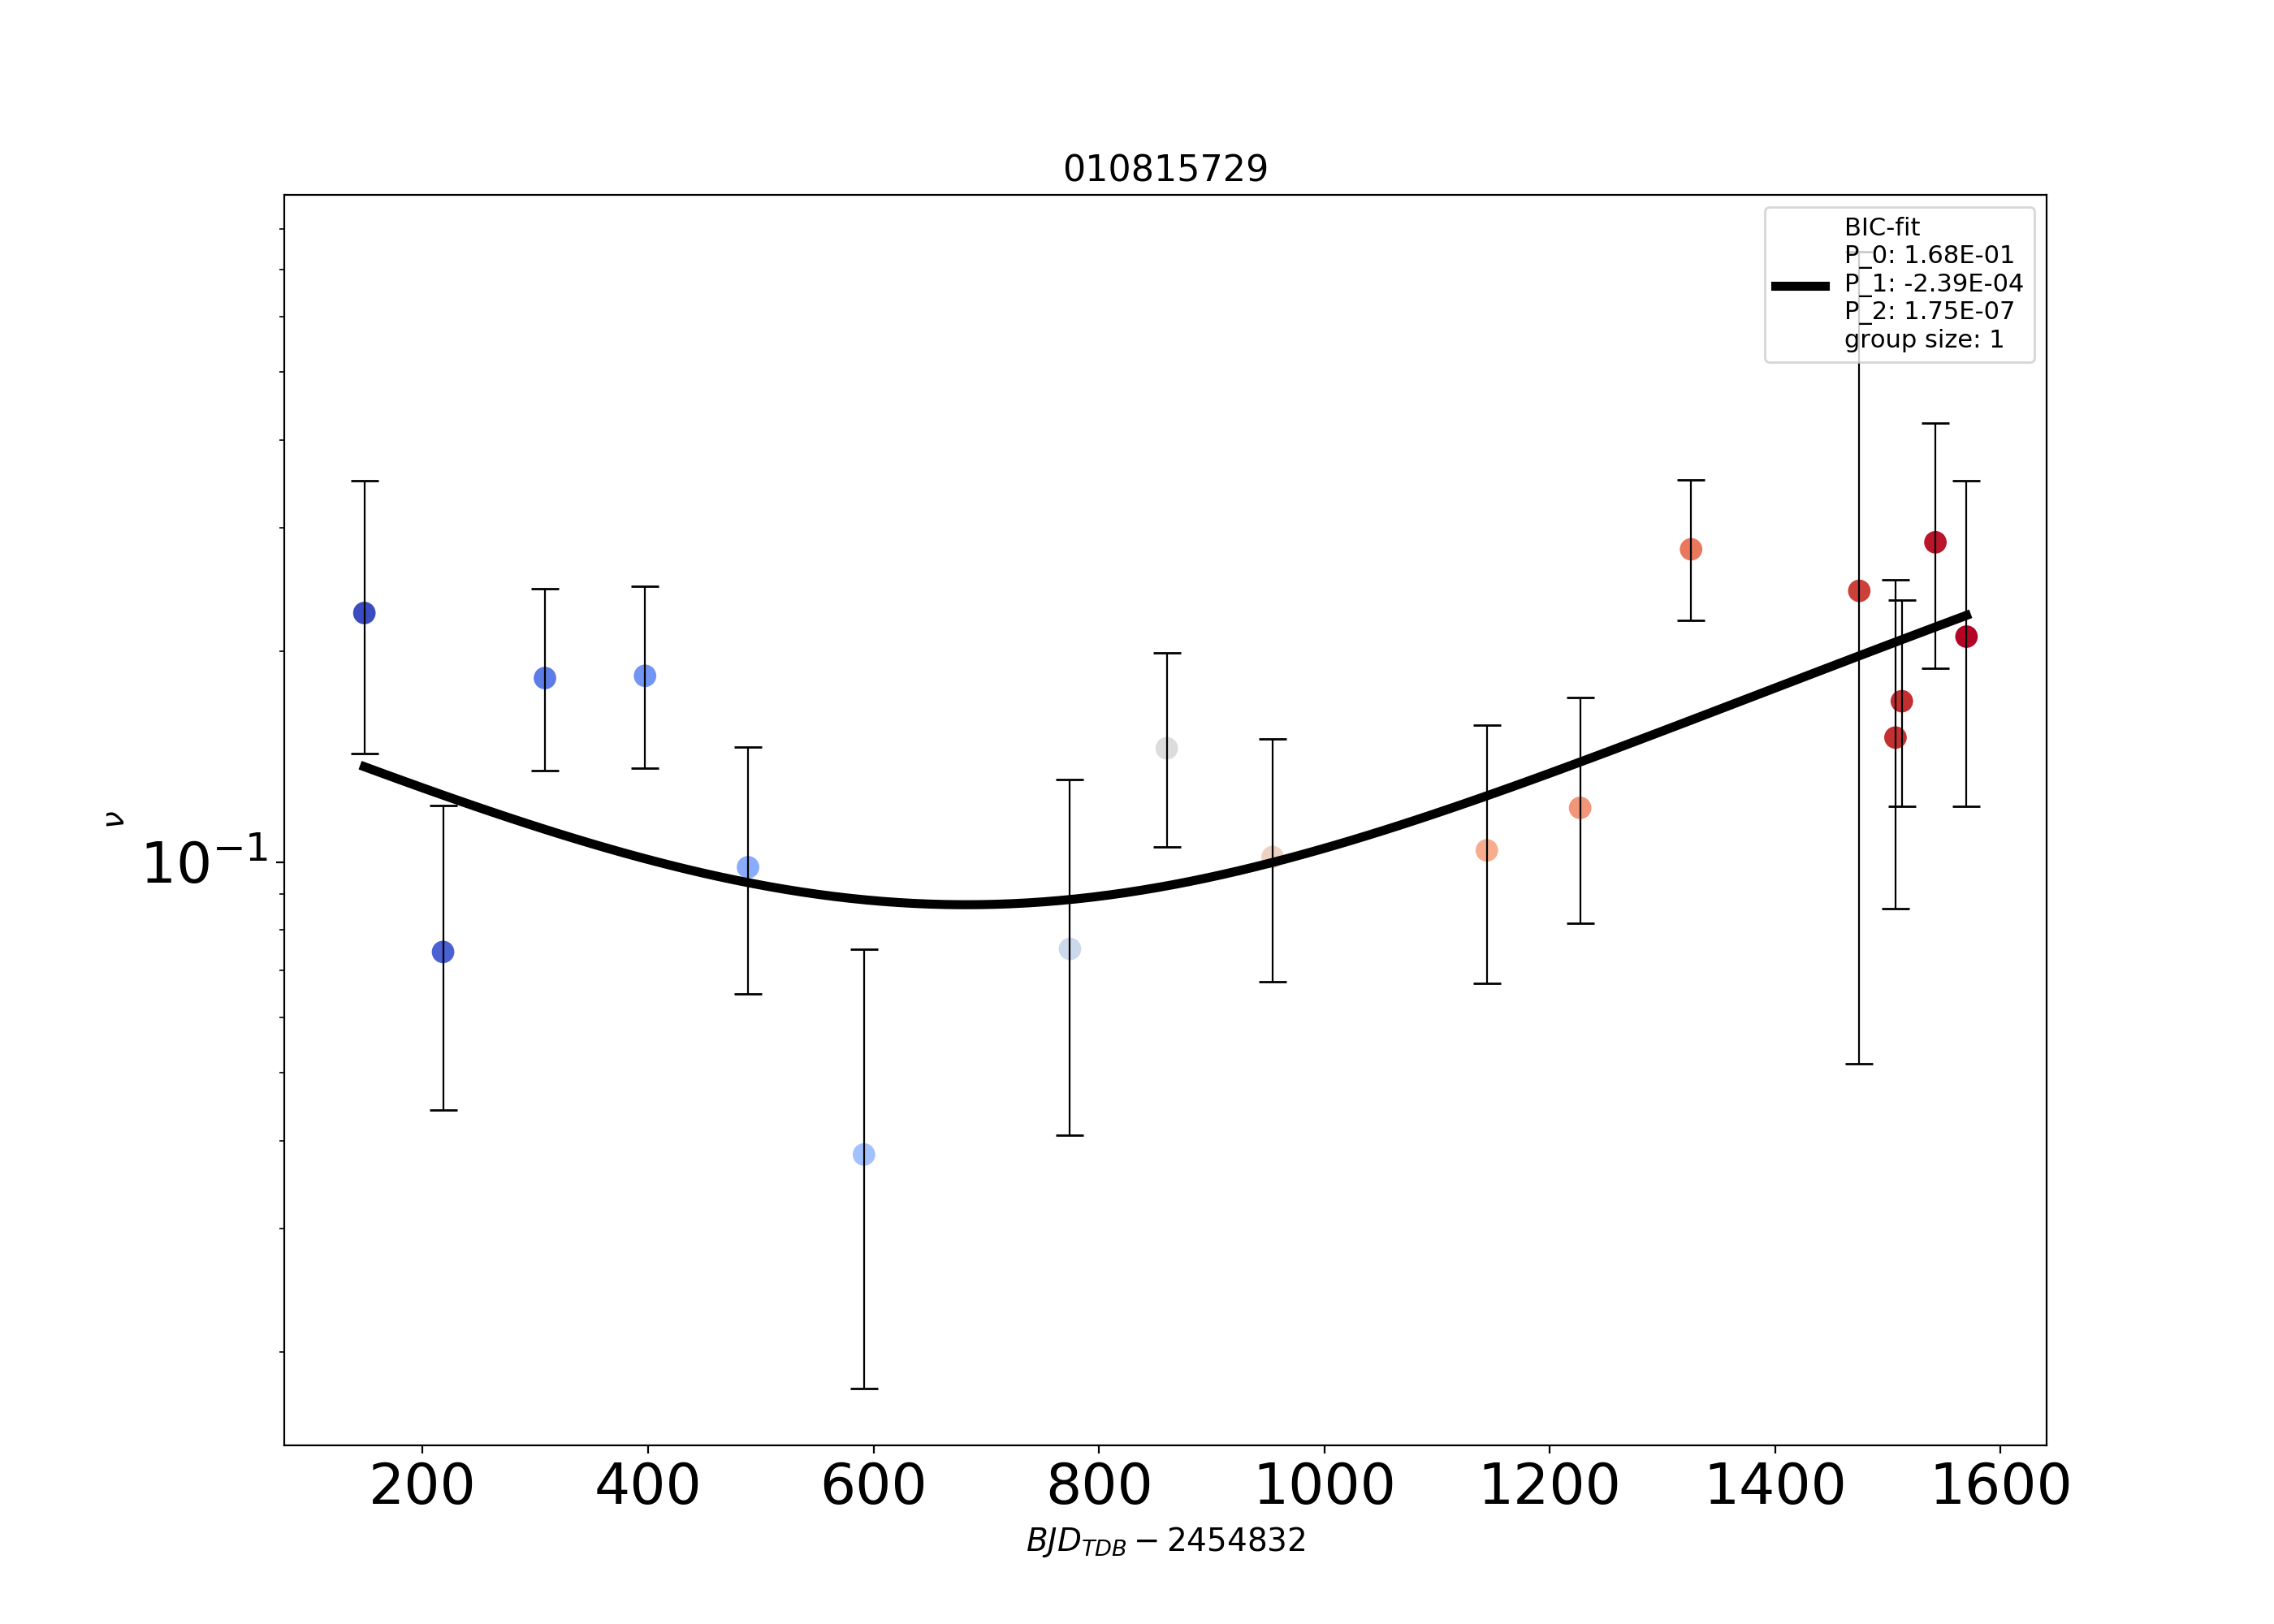 010815729
BIC-fit
P_0: 1.68E-01
P_1: -2.39E-04
P_2: 1.75E-07
group size: 1
ν
10⁻¹
200 400 600 800 1000 1200 1400 1600
BJD_TDB − 2454832